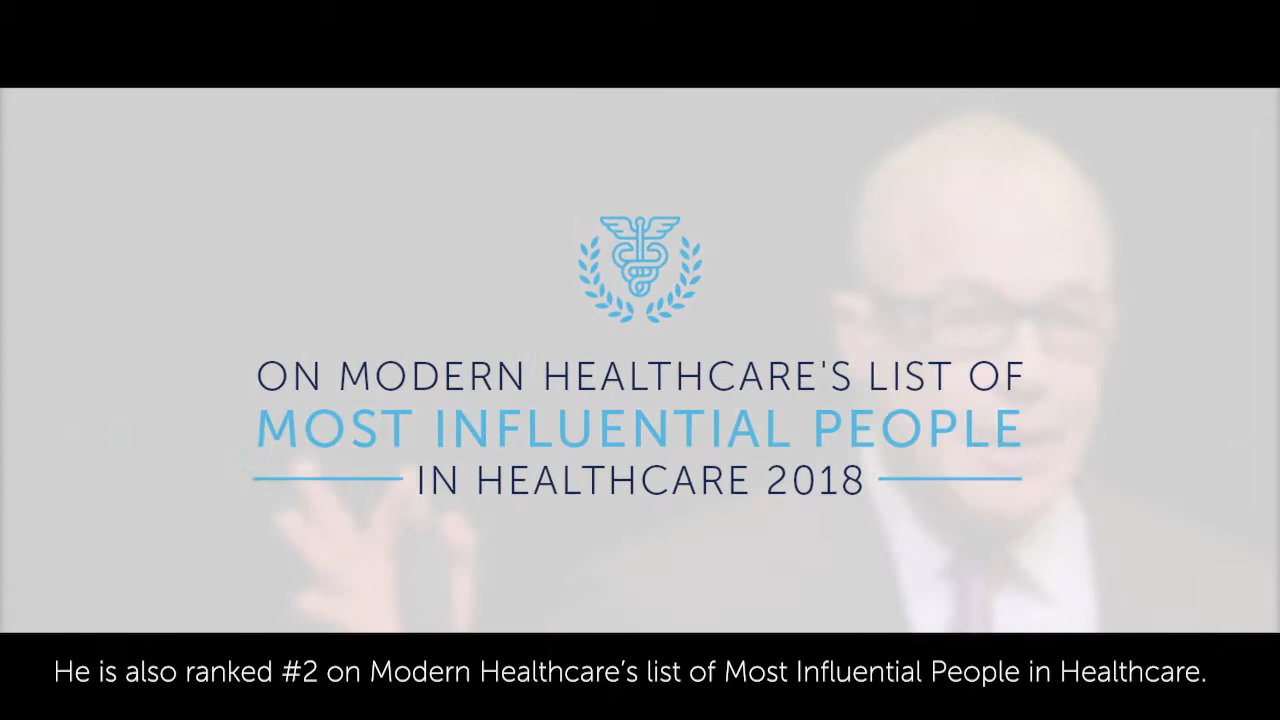 ON MODERN HEALTHCARE'S LIST OF
MOST INFLUENTIAL PEOPLE
IN HEALTHCARE 2018
He is also ranked #2 on Modern Healthcare’s list of Most Influential People in Healthcare.